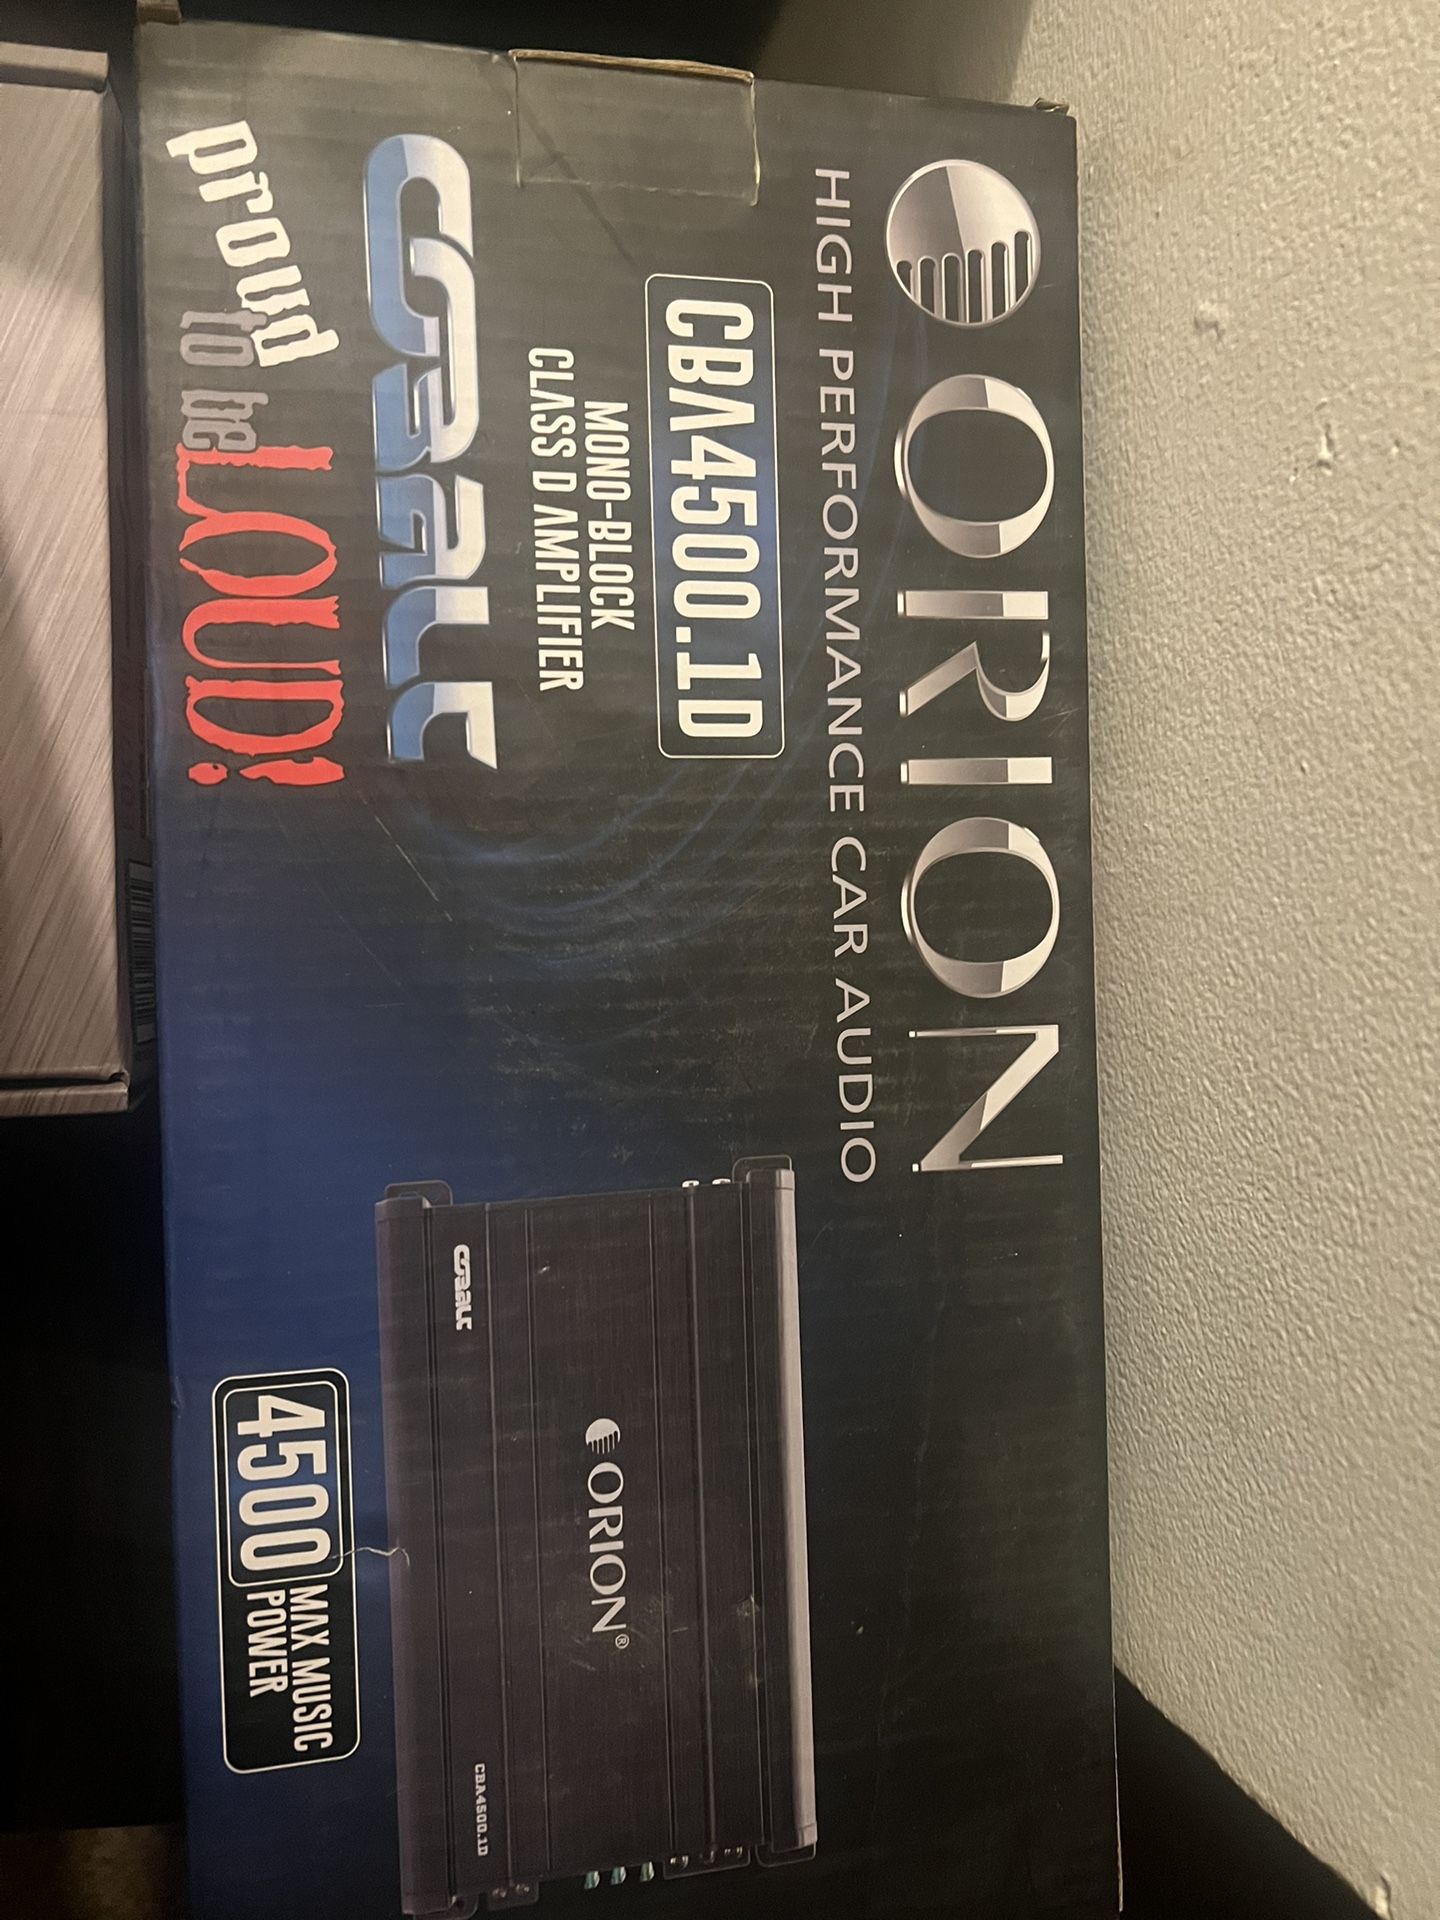 ORION
HIGH PERFORMANCE CAR AUDIO
CBA4500.1D
MONO-BLOCK
CLASS D AMPLIFIER
COBALT
proud
to be
LOUD!
COBALT
ORION®
CBA4500.1D
4500
MAX MUSIC
POWER